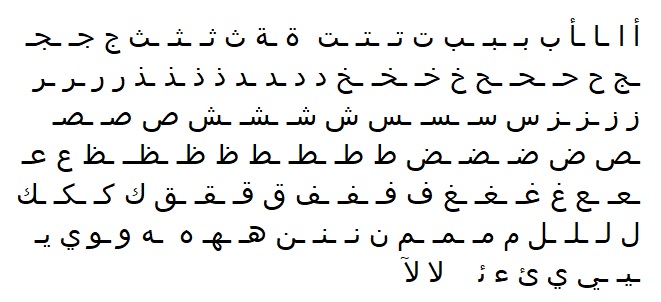 أ ا ـا ـأ ب بـ ـبـ ـب ت تـ ـتـ ـت ة ـة ث ثـ ـثـ ـث ج جـ ـجـ
ـج ح حـ ـحـ ـح خ خـ ـخـ ـخ د د ـد ـد ذ ذ ـذ ـذ ر ر ـر ـر
ز ز ـز ـز س سـ ـسـ ـس ش شـ ـشـ ـش ص صـ ـصـ
ـص ض ضـ ـضـ ـض ط طـ ـطـ ـط ظ ظـ ـظـ ـظ ع عـ
ـعـ ـع غ غـ ـغـ ـغ ف فـ ـفـ ـف ق قـ ـقـ ـق ك كـ ـكـ ـك
ل لـ ـلـ ـل م مـ ـمـ ـم ن نـ ـنـ ـن هـ ـهـ ه ـه و ـو ي يـ
ـيـ ـي ي ئ ء ئـ لا لآ